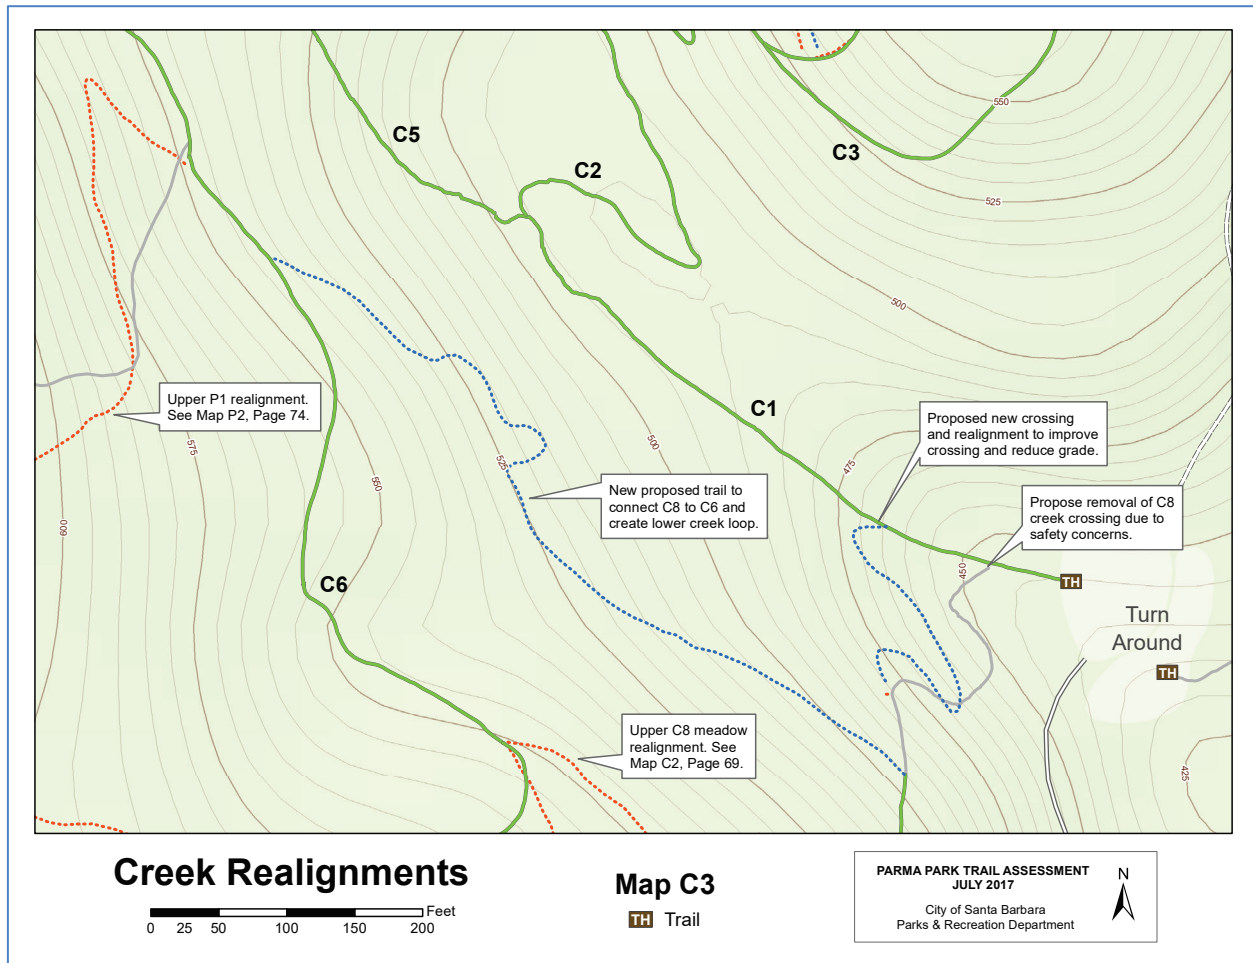 550
C5
C2
C3
525
500
Upper P1 realignment.
See Map P2, Page 74.
C1
575
550
525
500
475
Proposed new crossing
and realignment to improve
crossing and reduce grade.
New proposed trail to
connect C8 to C6 and
create lower creek loop.
Propose removal of C8
creek crossing due to
safety concerns.
600
C6
450
TH
Turn
Around
TH
Upper C8 meadow
realignment. See
Map C2, Page 69.
425
Creek Realignments
Feet
0 25 50 100 150 200
Map C3
TH Trail
PARMA PARK TRAIL ASSESSMENT
JULY 2017
City of Santa Barbara
Parks & Recreation Department
N